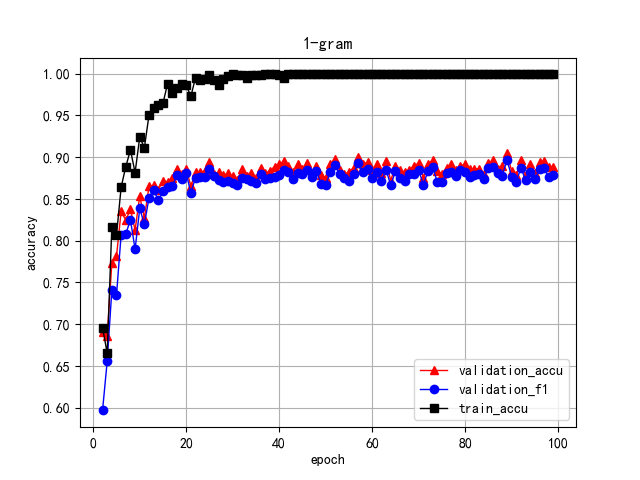 1-gram
1.00
0.95
0.90
0.85
0.80
0.75
0.70
0.65
0.60
accuracy
0 20 40 60 80 100
epoch
validation_accu
validation_f1
train_accu